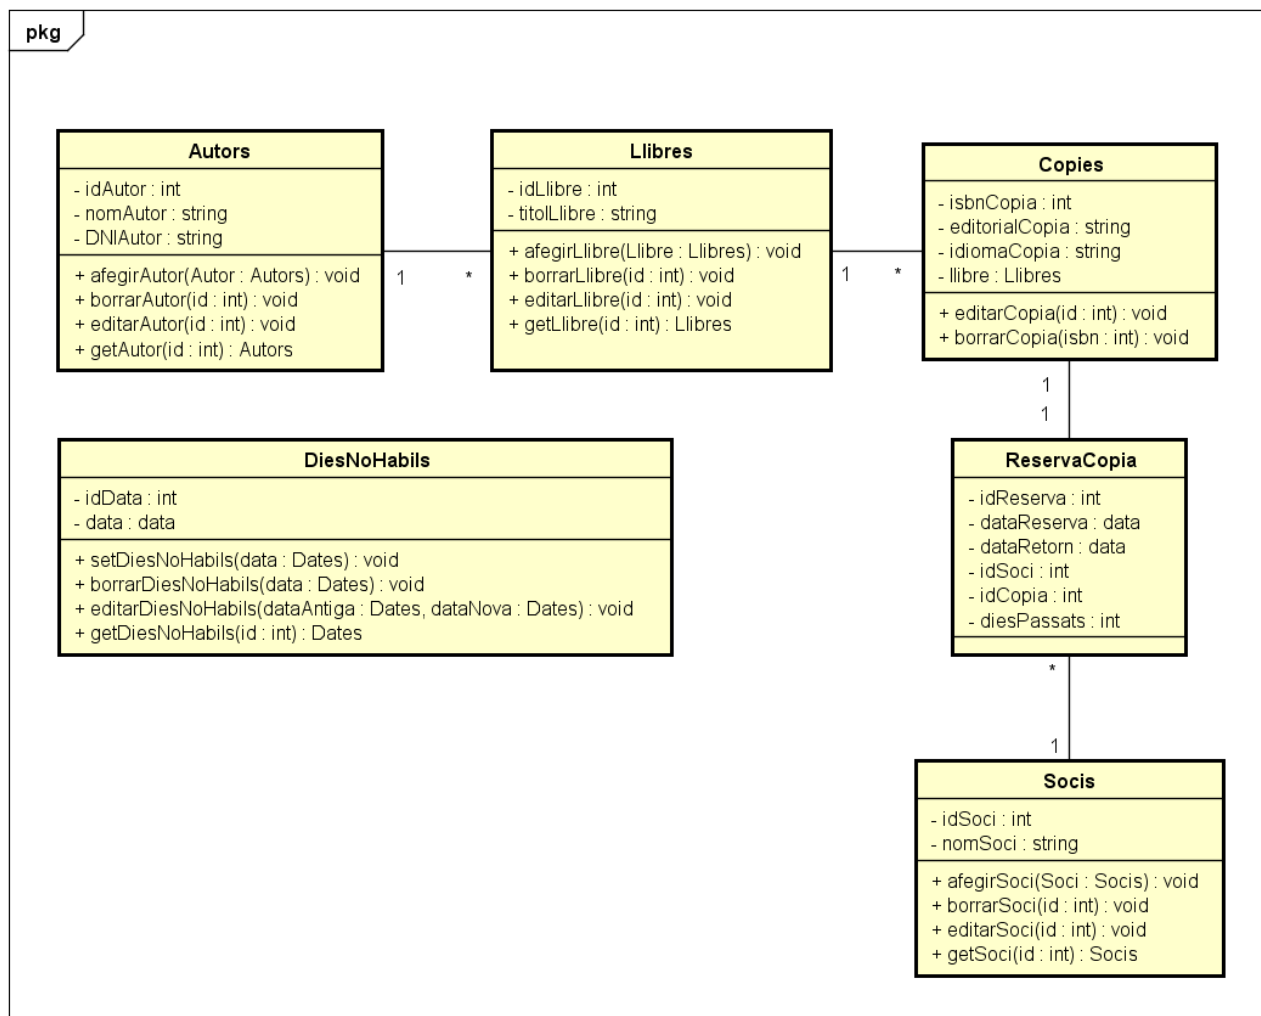 pkg
Autors
- idAutor : int
- nomAutor : string
- DNIAutor : string
+ afegirAutor(Autor : Autors) : void
+ borrarAutor(id : int) : void
+ editarAutor(id : int) : void
+ getAutor(id : int) : Autors
1
*
Llibres
- idLlibre : int
- titolLlibre : string
+ afegirLlibre(Llibre : Llibres) : void
+ borrarLlibre(id : int) : void
+ editarLlibre(id : int) : void
+ getLlibre(id : int) : Llibres
1
*
Copies
- isbnCopia : int
- editorialCopia : string
- idiomaCopia : string
- llibre : Llibres
+ editarCopia(id : int) : void
+ borrarCopia(isbn : int) : void
1
1
DiesNoHabils
- idData : int
- data : data
+ setDiesNoHabils(data : Dates) : void
+ borrarDiesNoHabils(data : Dates) : void
+ editarDiesNoHabils(dataAntiga : Dates, dataNova : Dates) : void
+ getDiesNoHabils(id : int) : Dates
ReservaCopia
- idReserva : int
- dataReserva : data
- dataRetorn : data
- idSoci : int
- idCopia : int
- diesPassats : int
*
1
Socis
- idSoci : int
- nomSoci : string
+ afegirSoci(Soci : Socis) : void
+ borrarSoci(id : int) : void
+ editarSoci(id : int) : void
+ getSoci(id : int) : Socis